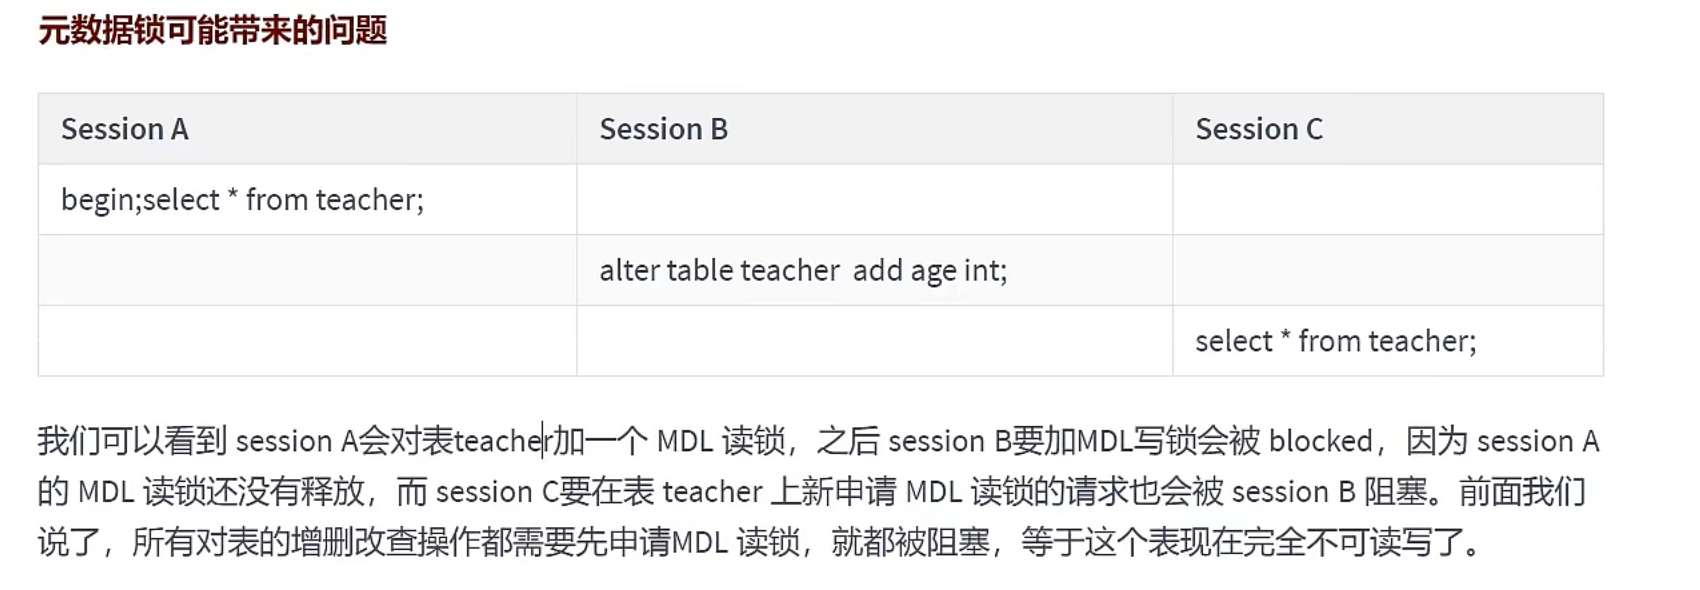 元数据锁可能带来的问题
Session A Session B Session C
begin;select * from teacher;
alter table teacher  add age int;
select * from teacher;
我们可以看到 session A会对表teacher加一个 MDL 读锁，之后 session B要加MDL写锁会被 blocked，因为 session A
的 MDL 读锁还没有释放，而 session C要在表 teacher 上新申请 MDL 读锁的请求也会被 session B 阻塞。前面我们
说了，所有对表的增删改查操作都需要先申请MDL 读锁，就都被阻塞，等于这个表现在完全不可读写了。